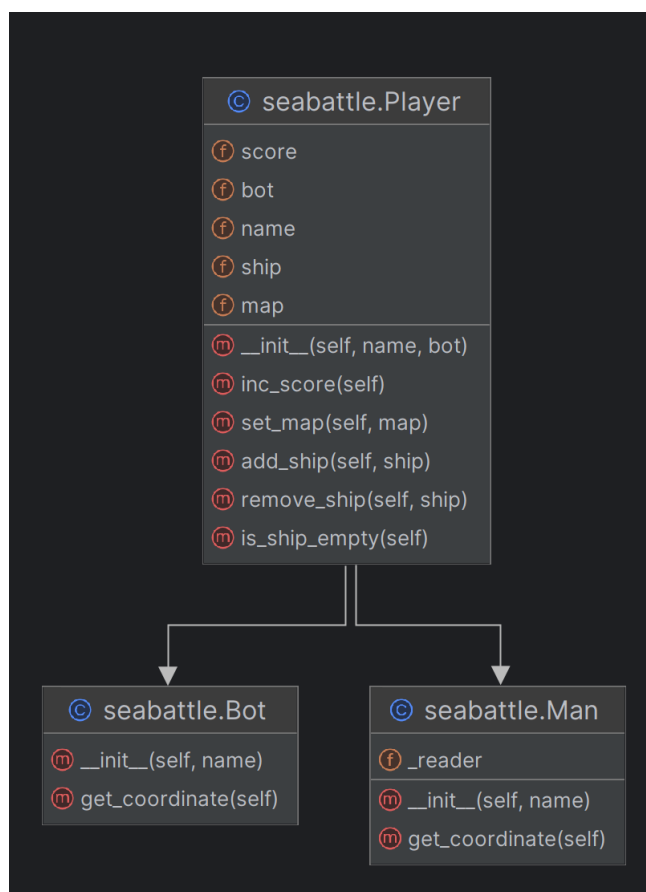 seabattle.Player
score
bot
name
ship
map
__init__(self, name, bot)
inc_score(self)
set_map(self, map)
add_ship(self, ship)
remove_ship(self, ship)
is_ship_empty(self)
seabattle.Bot
__init__(self, name)
get_coordinate(self)
seabattle.Man
_reader
__init__(self, name)
get_coordinate(self)